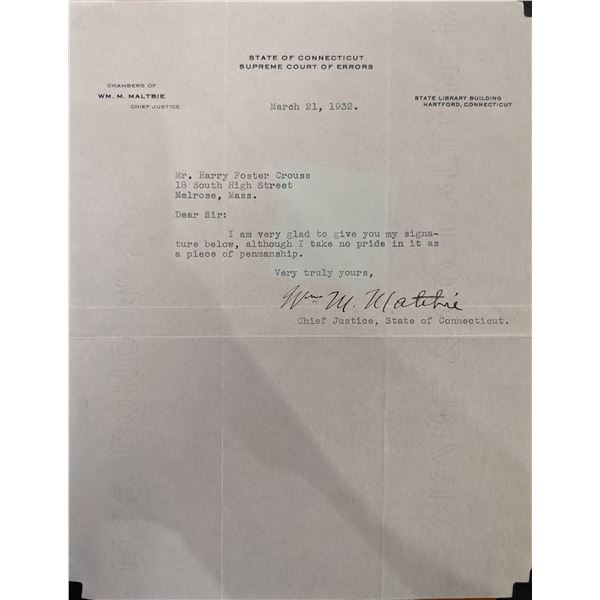 STATE OF CONNECTICUT
SUPREME COURT OF ERRORS
CHAMBERS OF
WM. M. MALTBIE
CHIEF JUSTICE
STATE LIBRARY BUILDING
HARTFORD, CONNECTICUT
March 21, 1932.
Mr. Harry Foster Crouss
18 South High Street
Melrose, Mass.
Dear Sir:
I am very glad to give you my signa-
ture below, although I take no pride in it as
a piece of penmanship.
Very truly yours,
Wm. M. Maltbie
Chief Justice, State of Connecticut.